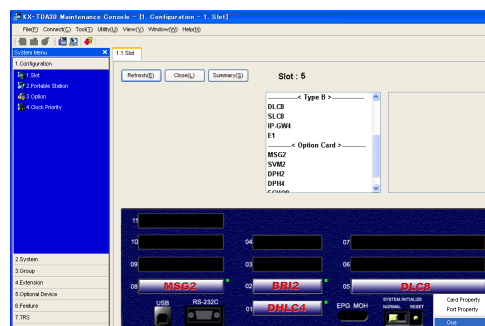 KX-TDA30 Maintenance Console - [1. Configuration - 1. Slot]
File(F) Connect(C) Tool(T) Utility(U) View(V) Window(W) Help(H)
System Menu
1.1 Slot
1.Configuration
1.Slot
2.Portable Station
3.Option
4.Clock Priority
Refresh(E) Close(L) Summary(S) Slot : 5
< Type B >
DLC8
SLC8
IP-GW4
E1
< Option Card >
MSG2
SVM2
DPH2
DPH4
ECHO8
11
10 04 07
09 03 06
08 MSG2 02 BRI2 05 DLC8
USB RS-232C 01 DHLC4 EPG MOH SYSTEM INITIALIZE
NORMAL RESET
Card Property
Port Property
Ous
2.System
3.Group
4.Extension
5.Optional Device
6.Feature
7.TRS